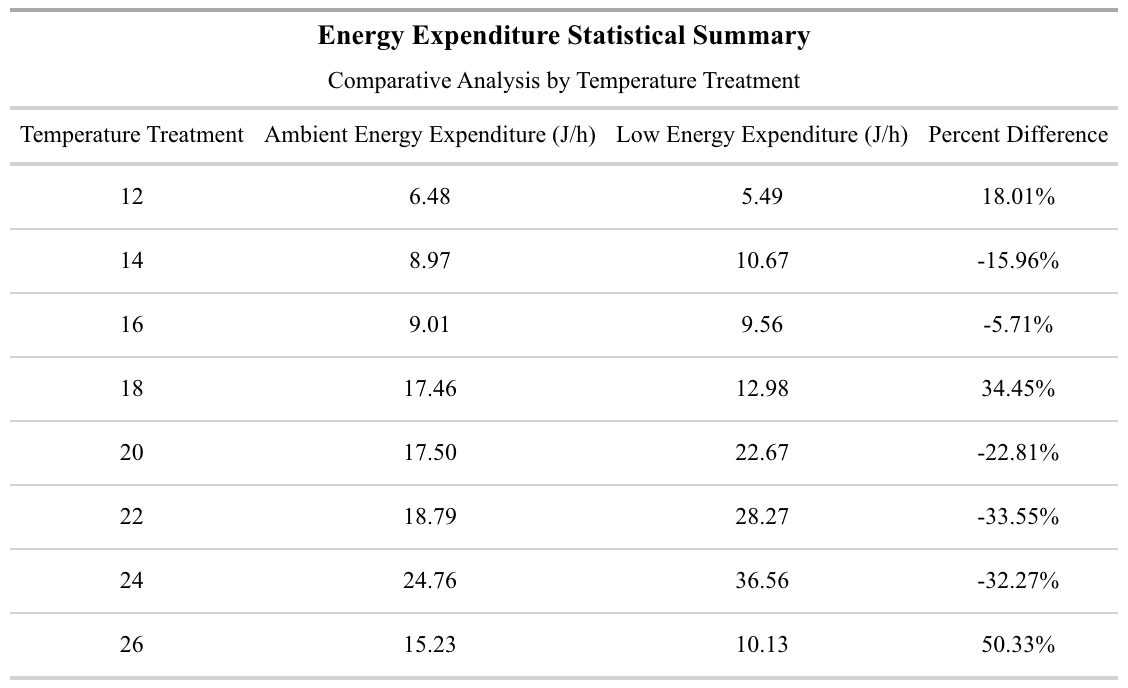 Energy Expenditure Statistical Summary
Comparative Analysis by Temperature Treatment
Temperature Treatment Ambient Energy Expenditure (J/h) Low Energy Expenditure (J/h) Percent Difference
12 6.48 5.49 18.01%
14 8.97 10.67 -15.96%
16 9.01 9.56 -5.71%
18 17.46 12.98 34.45%
20 17.50 22.67 -22.81%
22 18.79 28.27 -33.55%
24 24.76 36.56 -32.27%
26 15.23 10.13 50.33%